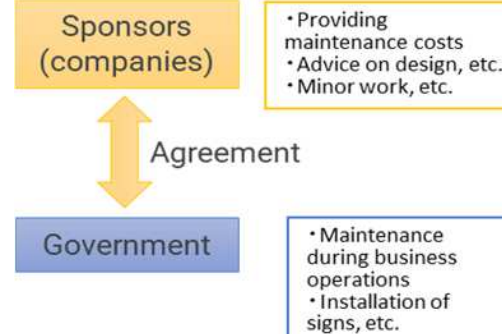 Sponsors
(companies)
・Providing
maintenance costs
・Advice on design, etc.
・Minor work, etc.
Agreement
Government
・Maintenance
during business
operations
・Installation of
signs, etc.